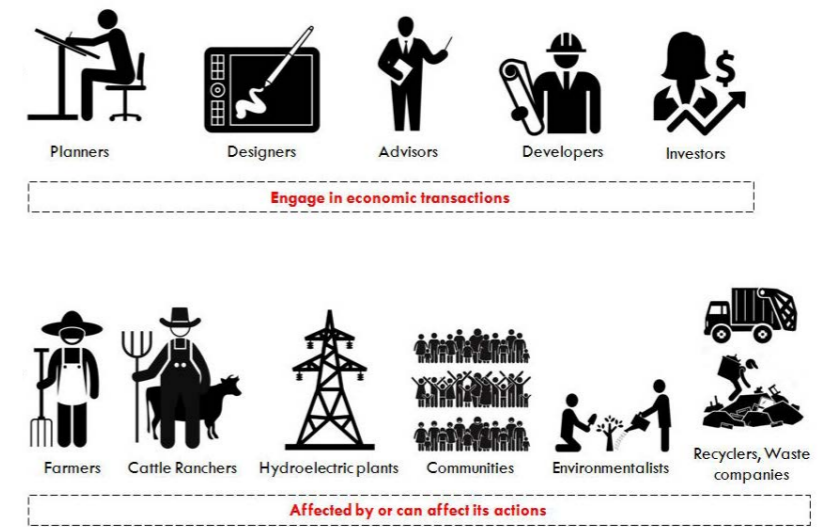 $
Planners
Designers
Advisors
Developers
Investors
Engage in economic transactions
Farmers
Cattle Ranchers
Hydroelectric plants
Communities
Environmentalists
Recyclers, Waste
companies
Affected by or can affect its actions